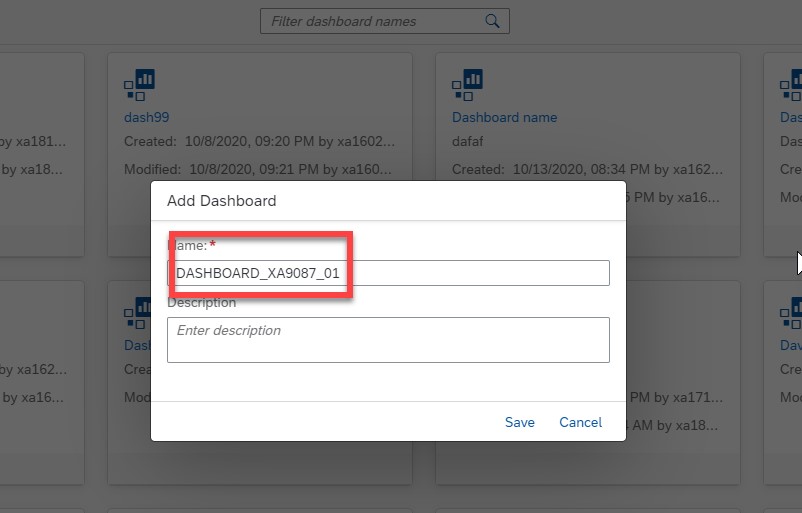 Filter dashboard names
by xa181...
by xa18...
dash99
Created: 10/8/2020, 09:20 PM by xa1602...
Modified: 10/8/2020, 09:21 PM by xa160...
Dashboard name
dafaf
Created: 10/13/2020, 08:34 PM by xa162...
PM by xa16...
Das
Das
Cre
Mod
Add Dashboard
Name:*
DASHBOARD_XA9087_01
Description
Enter description
Save
Cancel
by xa162...
by xa16...
Dash
Crea
Mod
PM by xa171...
AM by xa18...
Dav
Cre
Mod